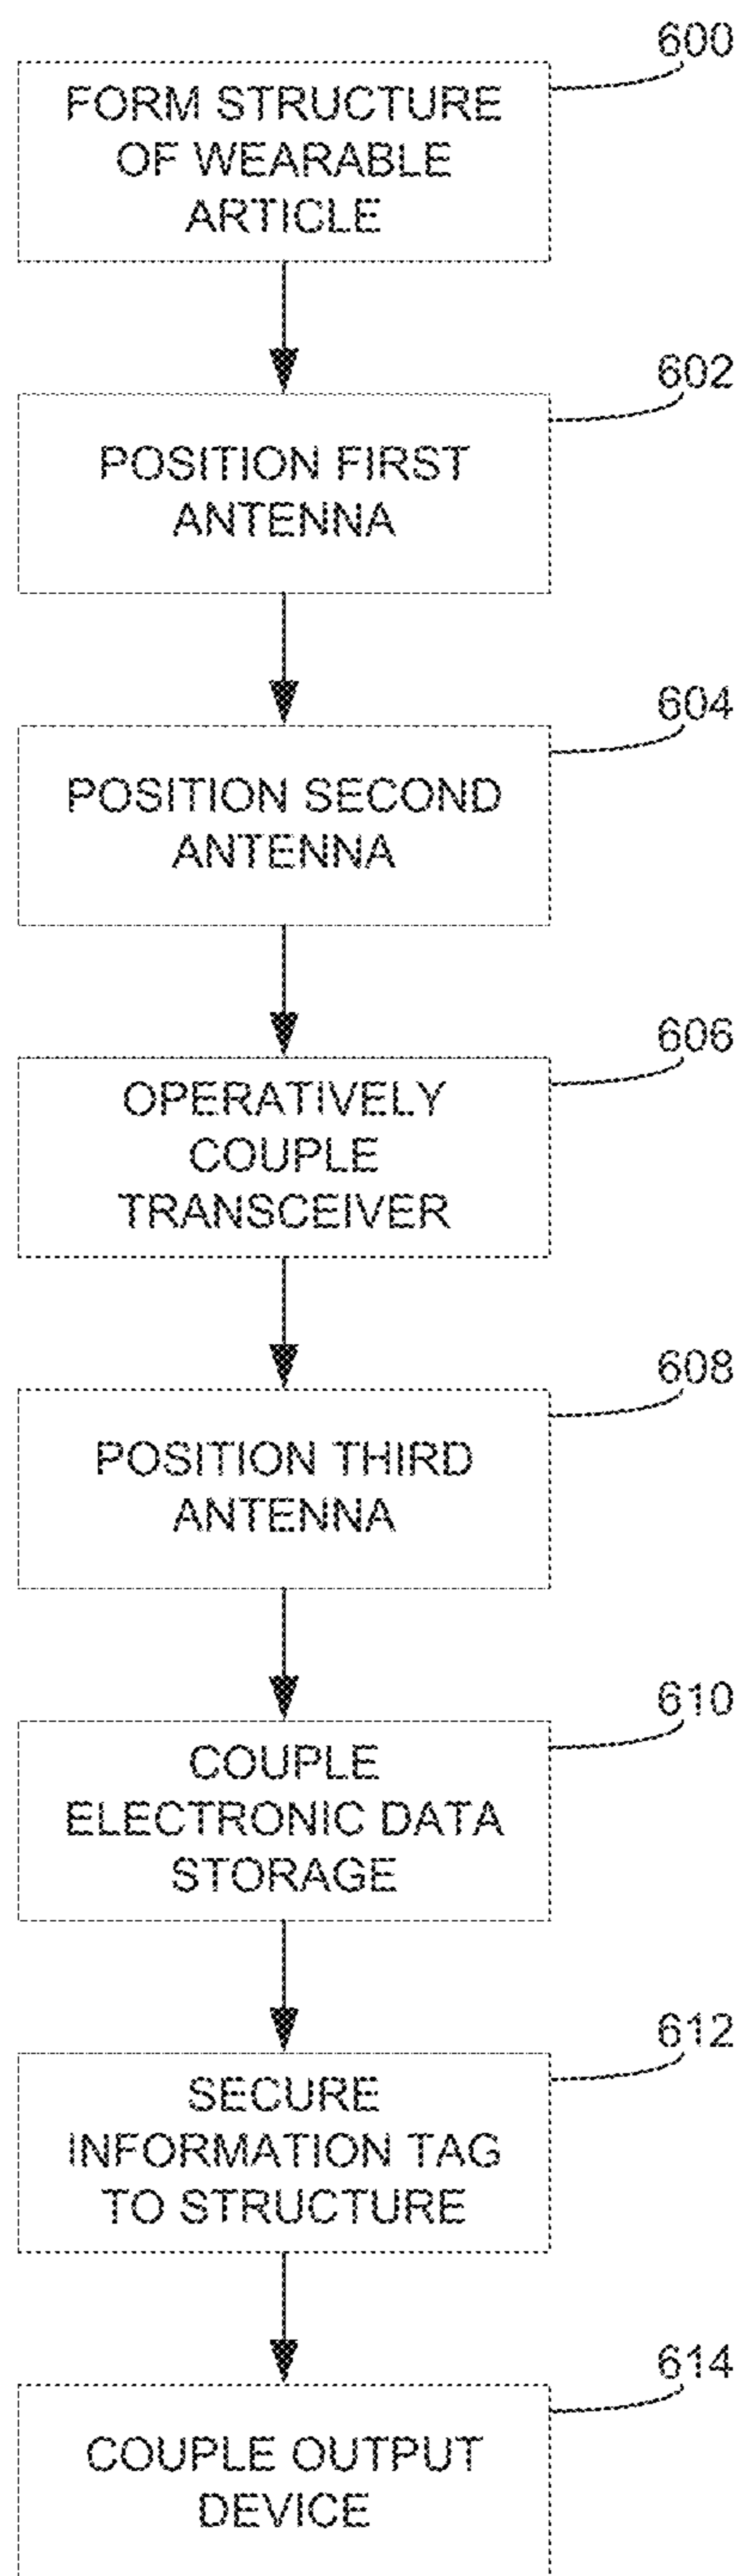 600
FORM STRUCTURE
OF WEARABLE
ARTICLE
602
POSITION FIRST
ANTENNA
604
POSITION SECOND
ANTENNA
606
OPERATIVELY
COUPLE
TRANSCEIVER
608
POSITION THIRD
ANTENNA
610
COUPLE
ELECTRONIC DATA
STORAGE
612
SECURE
INFORMATION TAG
TO STRUCTURE
614
COUPLE OUTPUT
DEVICE